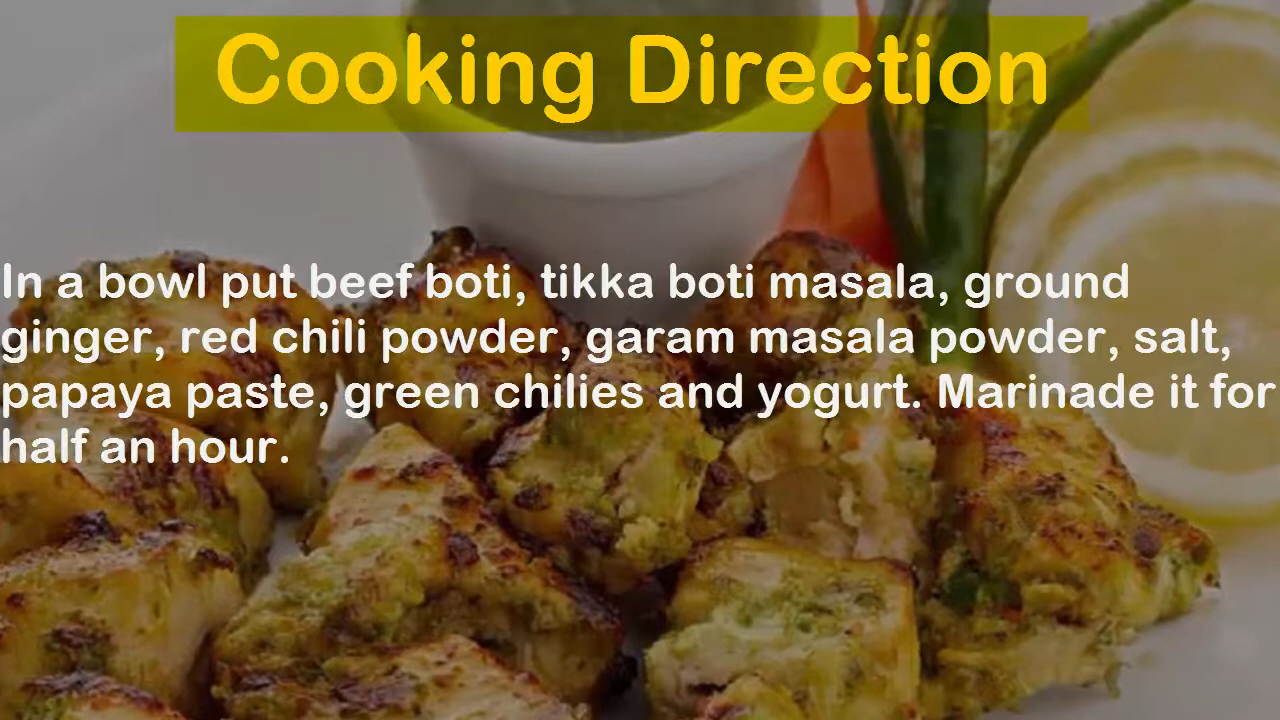 Cooking Direction
In a bowl put beef boti, tikka boti masala, ground
ginger, red chili powder, garam masala powder, salt,
papaya paste, green chilies and yogurt. Marinade it for
half an hour.